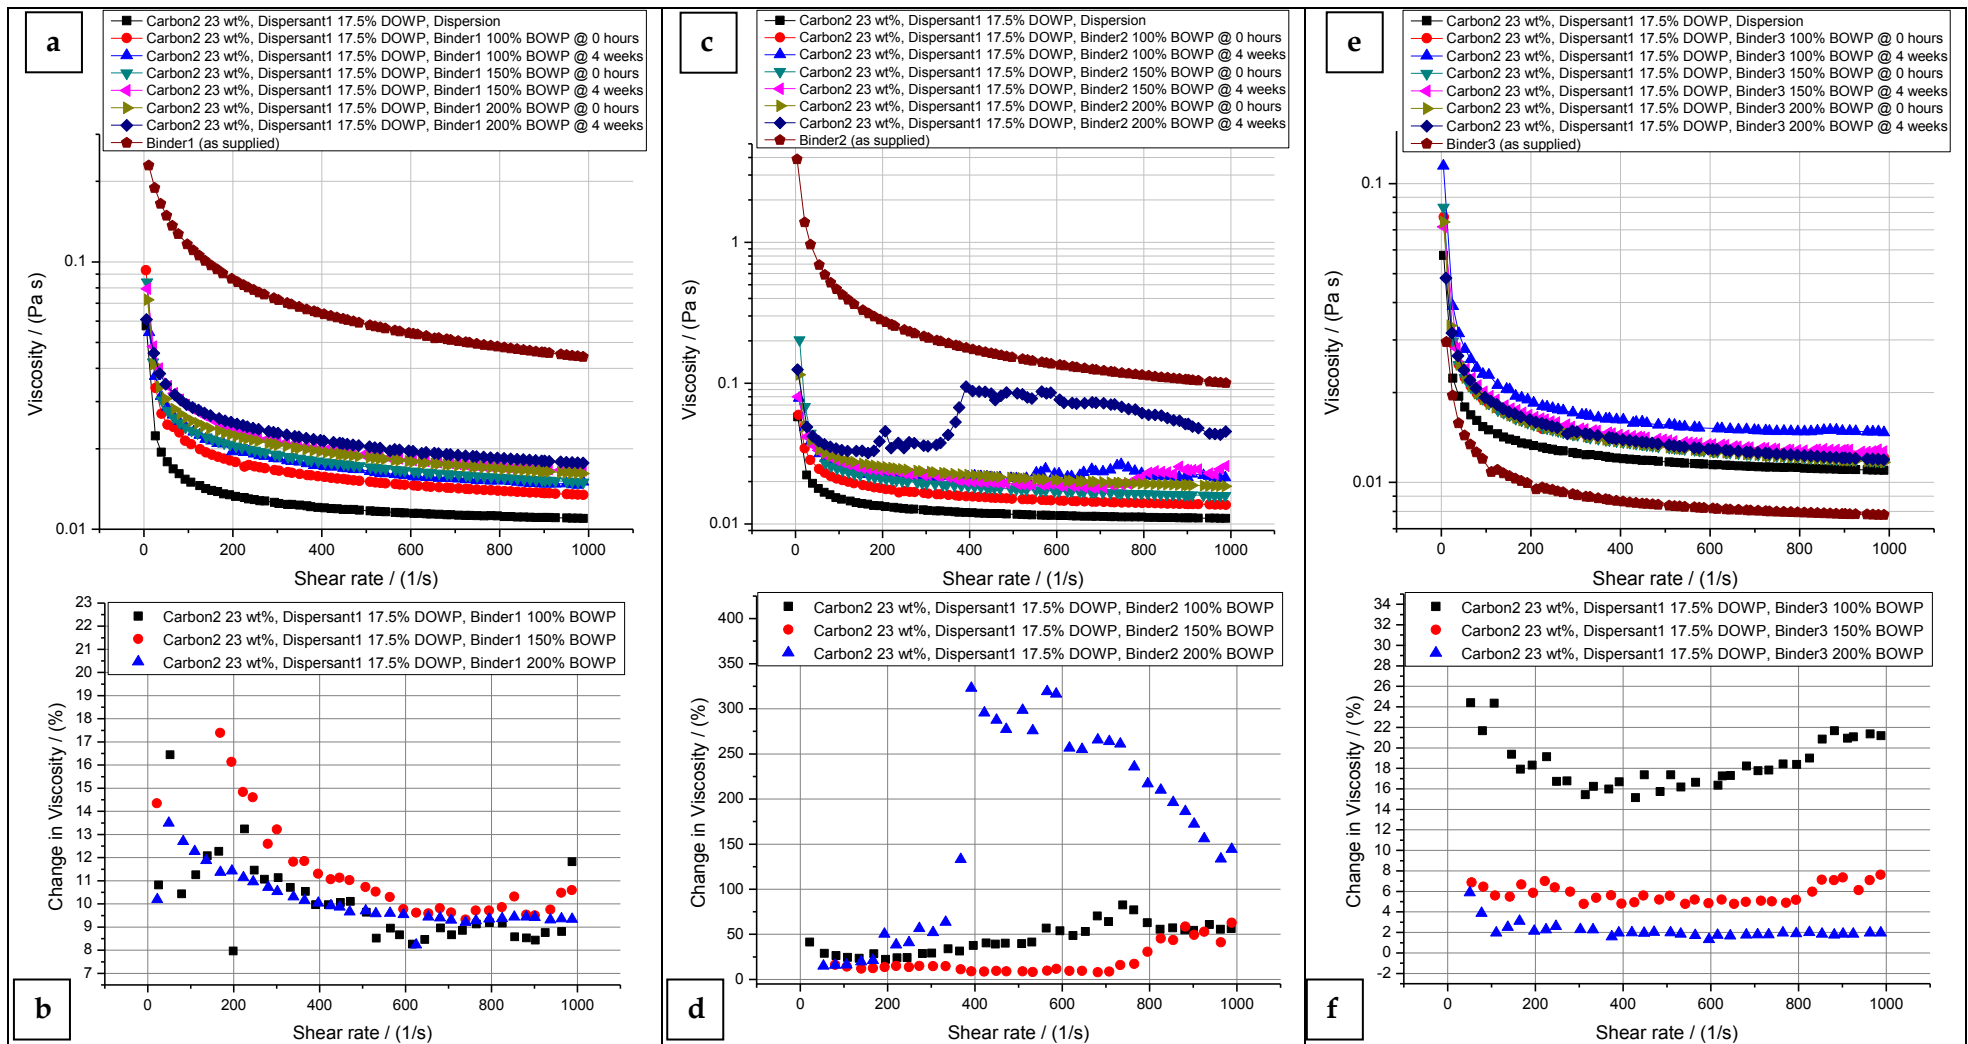 a
Carbon2 23 wt%, Dispersant1 17.5% DOWP, Dispersion
Carbon2 23 wt%, Dispersant1 17.5% DOWP, Binder1 100% BOWP @ 0 hours
Carbon2 23 wt%, Dispersant1 17.5% DOWP, Binder1 100% BOWP @ 4 weeks
Carbon2 23 wt%, Dispersant1 17.5% DOWP, Binder1 150% BOWP @ 0 hours
Carbon2 23 wt%, Dispersant1 17.5% DOWP, Binder1 150% BOWP @ 4 weeks
Carbon2 23 wt%, Dispersant1 17.5% DOWP, Binder1 200% BOWP @ 0 hours
Carbon2 23 wt%, Dispersant1 17.5% DOWP, Binder1 200% BOWP @ 4 weeks
Binder1 (as supplied)
Viscosity / (Pa s)
0.1
0.01
0 200 400 600 800 1000
Shear rate / (1/s)
c
Carbon2 23 wt%, Dispersant1 17.5% DOWP, Dispersion
Carbon2 23 wt%, Dispersant1 17.5% DOWP, Binder2 100% BOWP @ 0 hours
Carbon2 23 wt%, Dispersant1 17.5% DOWP, Binder2 100% BOWP @ 4 weeks
Carbon2 23 wt%, Dispersant1 17.5% DOWP, Binder2 150% BOWP @ 0 hours
Carbon2 23 wt%, Dispersant1 17.5% DOWP, Binder2 150% BOWP @ 4 weeks
Carbon2 23 wt%, Dispersant1 17.5% DOWP, Binder2 200% BOWP @ 0 hours
Carbon2 23 wt%, Dispersant1 17.5% DOWP, Binder2 200% BOWP @ 4 weeks
Binder2 (as supplied)
Viscosity / (Pa s)
1
0.1
0.01
0 200 400 600 800 1000
Shear rate / (1/s)
e
Carbon2 23 wt%, Dispersant1 17.5% DOWP, Dispersion
Carbon2 23 wt%, Dispersant1 17.5% DOWP, Binder3 100% BOWP @ 0 hours
Carbon2 23 wt%, Dispersant1 17.5% DOWP, Binder3 100% BOWP @ 4 weeks
Carbon2 23 wt%, Dispersant1 17.5% DOWP, Binder3 150% BOWP @ 0 hours
Carbon2 23 wt%, Dispersant1 17.5% DOWP, Binder3 150% BOWP @ 4 weeks
Carbon2 23 wt%, Dispersant1 17.5% DOWP, Binder3 200% BOWP @ 0 hours
Carbon2 23 wt%, Dispersant1 17.5% DOWP, Binder3 200% BOWP @ 4 weeks
Binder3 (as supplied)
Viscosity / (Pa s)
0.1
0.01
0 200 400 600 800 1000
Shear rate / (1/s)
b
Carbon2 23 wt%, Dispersant1 17.5% DOWP, Binder1 100% BOWP
Carbon2 23 wt%, Dispersant1 17.5% DOWP, Binder1 150% BOWP
Carbon2 23 wt%, Dispersant1 17.5% DOWP, Binder1 200% BOWP
Change in Viscosity / (%)
23
22
21
20
19
18
17
16
15
14
13
12
11
10
9
8
7
0 200 400 600 800 1000
Shear rate / (1/s)
d
Carbon2 23 wt%, Dispersant1 17.5% DOWP, Binder2 100% BOWP
Carbon2 23 wt%, Dispersant1 17.5% DOWP, Binder2 150% BOWP
Carbon2 23 wt%, Dispersant1 17.5% DOWP, Binder2 200% BOWP
Change in Viscosity / (%)
400
350
300
250
200
150
100
50
0
0 200 400 600 800 1000
Shear rate / (1/s)
f
Carbon2 23 wt%, Dispersant1 17.5% DOWP, Binder3 100% BOWP
Carbon2 23 wt%, Dispersant1 17.5% DOWP, Binder3 150% BOWP
Carbon2 23 wt%, Dispersant1 17.5% DOWP, Binder3 200% BOWP
Change in Viscosity / (%)
34
32
30
28
26
24
22
20
18
16
14
12
10
8
6
4
2
0
-2
0 200 400 600 800 1000
Shear rate / (1/s)